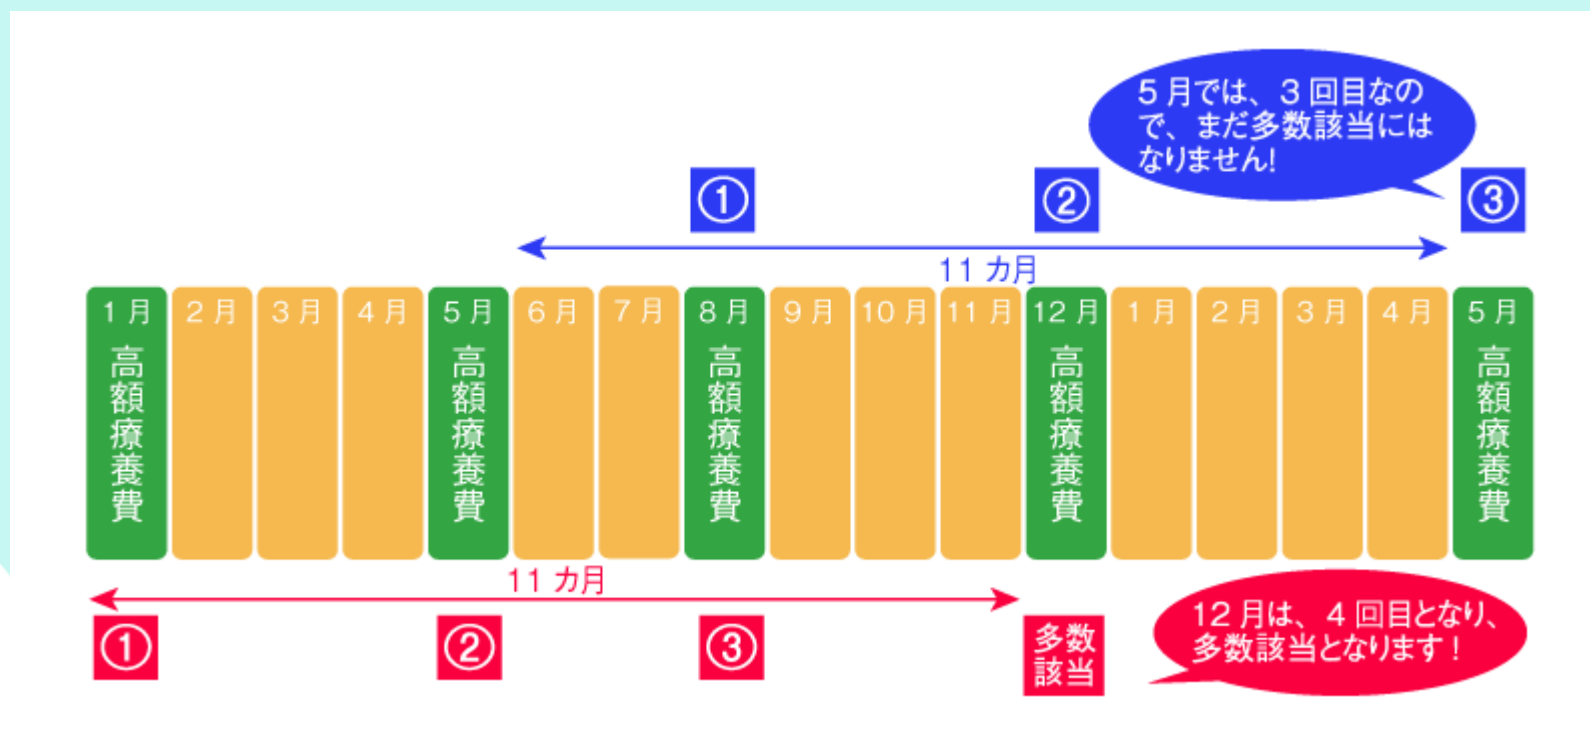 5月では、3回目なの
で、まだ多数該当には
なりません!
①
②
③
11カ月
1月
2月
3月
4月
5月
6月
7月
8月
9月
10月
11月
12月
1月
2月
3月
4月
5月
高額療養費
高額療養費
高額療養費
高額療養費
高額療養費
11カ月
①
②
③
多数
該当
12月は、4回目となり、
多数該当となります!